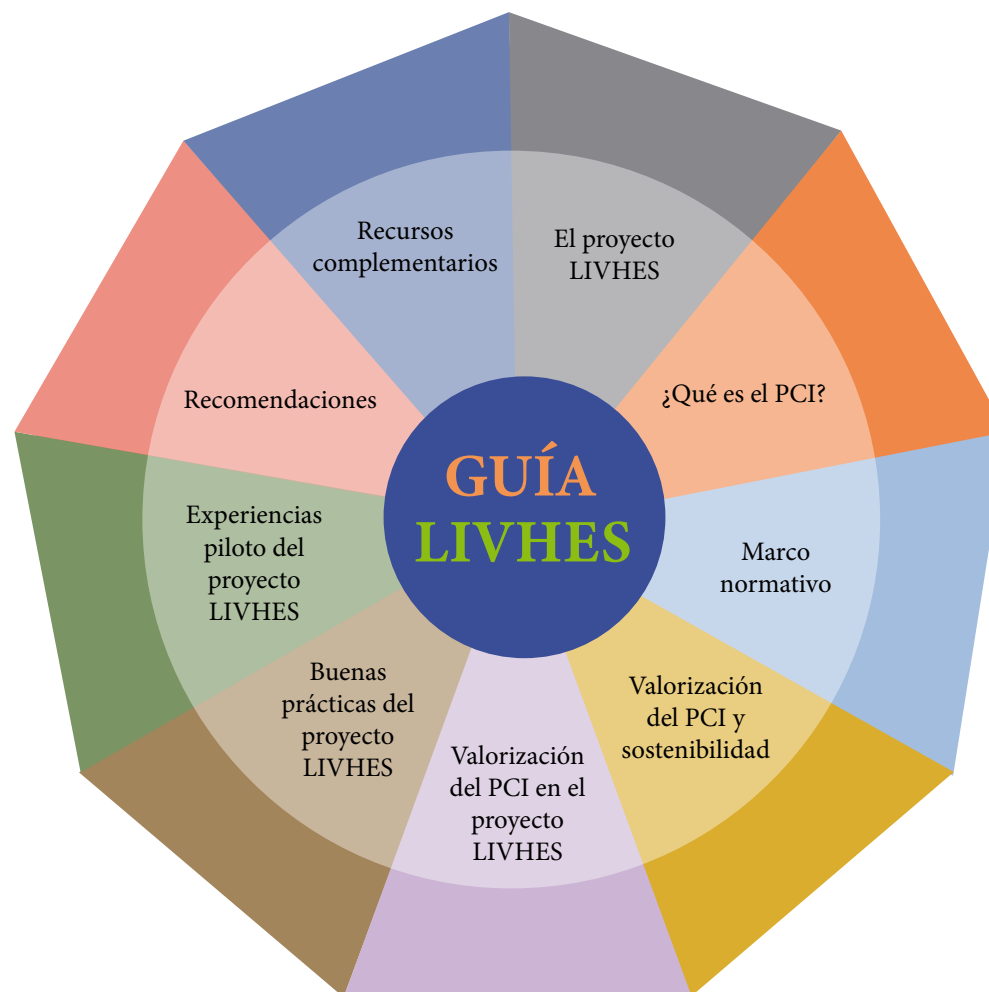 GUÍA
LIVHES
El proyecto
LIVHES
¿Qué es el PCI?
Marco
normativo
Valorización
del PCI y
sostenibilidad
Valorización
del PCI en el
proyecto
LIVHES
Buenas
prácticas del
proyecto
LIVHES
Experiencias
piloto del
proyecto
LIVHES
Recomendaciones
Recursos
complementarios